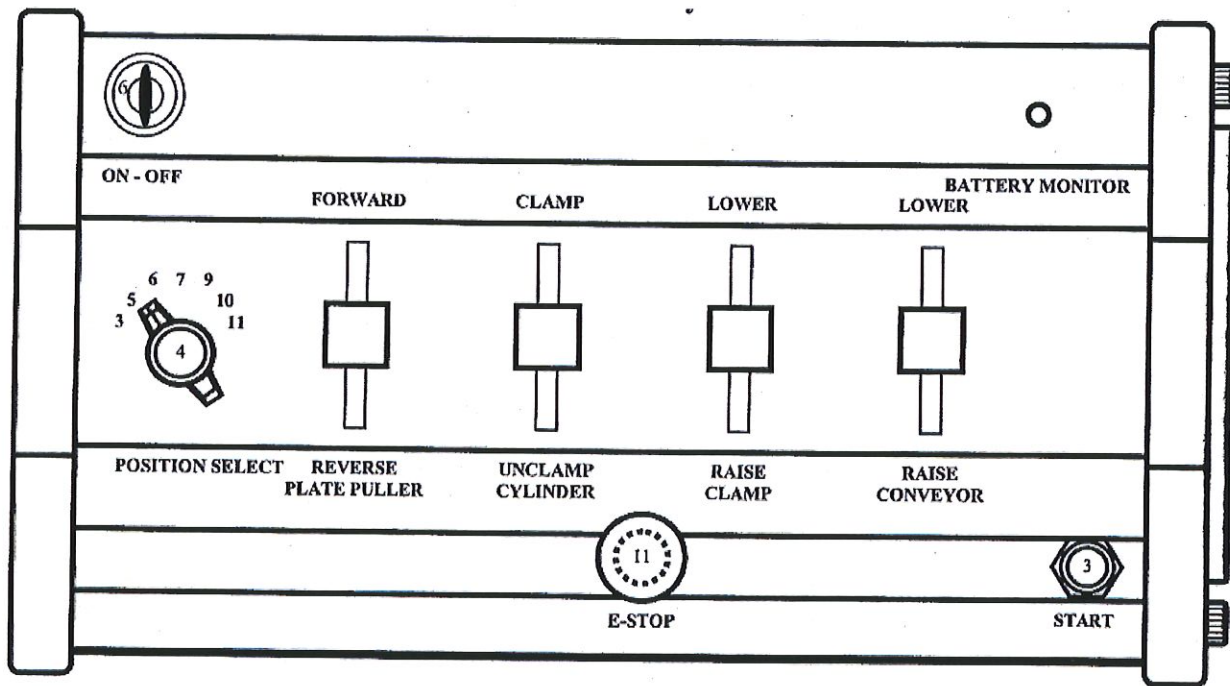 6
ON - OFF
BATTERY MONITOR
FORWARD
CLAMP
LOWER
LOWER
3 5 6 7 9 10 11
4
POSITION SELECT
REVERSE
PLATE PULLER
UNCLAMP
CYLINDER
RAISE
CLAMP
RAISE
CONVEYOR
11
E-STOP
3
START